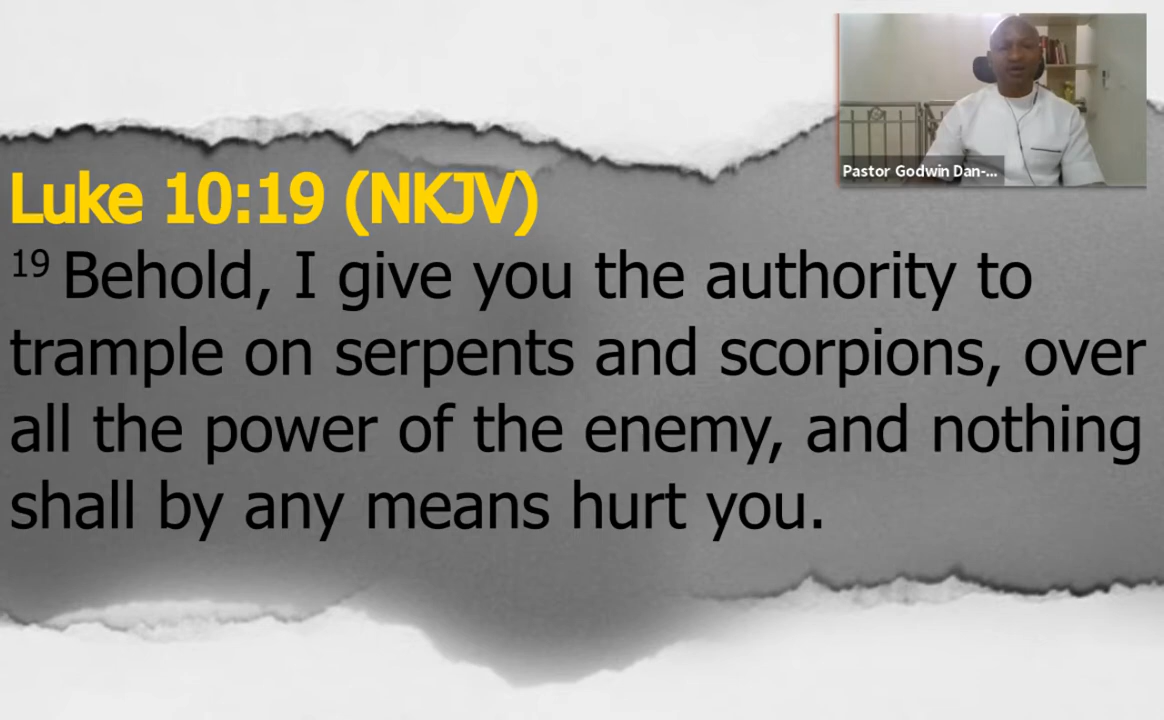 Pastor Godwin Dan-...
Luke 10:19 (NKJV)
19 Behold, I give you the authority to
trample on serpents and scorpions, over
all the power of the enemy, and nothing
shall by any means hurt you.